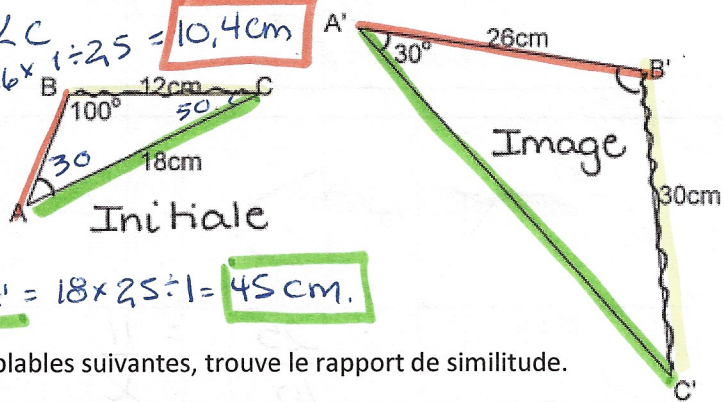 ∠C
6 × 1 ÷ 2,5 = 10,4cm
A'
30°
26cm
B'
B
12cm
C
100°
50
30
18cm
A
Initiale
Image
30cm
' = 18 × 2,5 ÷ 1 = 45 cm.
blables suivantes, trouve le rapport de similitude.
C'